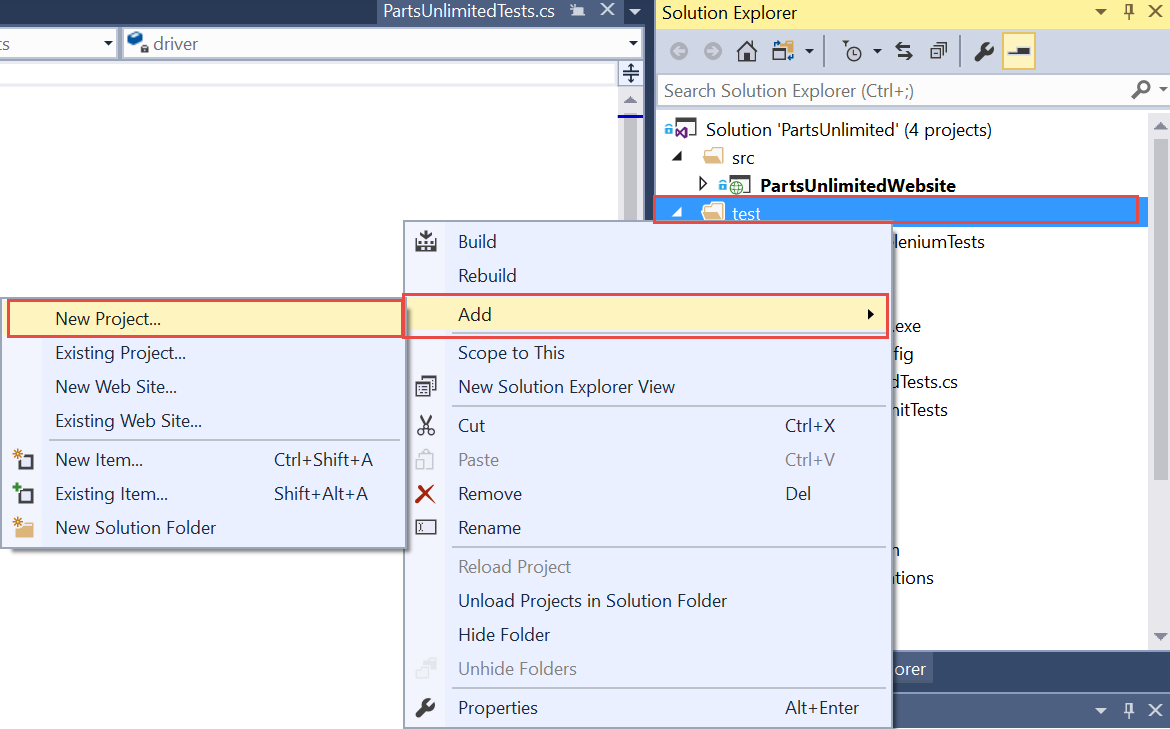 PartsUnlimitedTests.cs
driver
Solution Explorer
Search Solution Explorer (Ctrl+;)
Solution 'PartsUnlimited' (4 projects)
src
PartsUnlimitedWebsite
test
leniumTests
.exe
fig
dTests.cs
nitTests
ations
orer
Build
Rebuild
Add
Scope to This
New Solution Explorer View
Cut Ctrl+X
Paste Ctrl+V
Remove Del
Rename
Reload Project
Unload Projects in Solution Folder
Hide Folder
Unhide Folders
Properties Alt+Enter
New Project...
Existing Project...
New Web Site...
Existing Web Site...
New Item... Ctrl+Shift+A
Existing Item... Shift+Alt+A
New Solution Folder